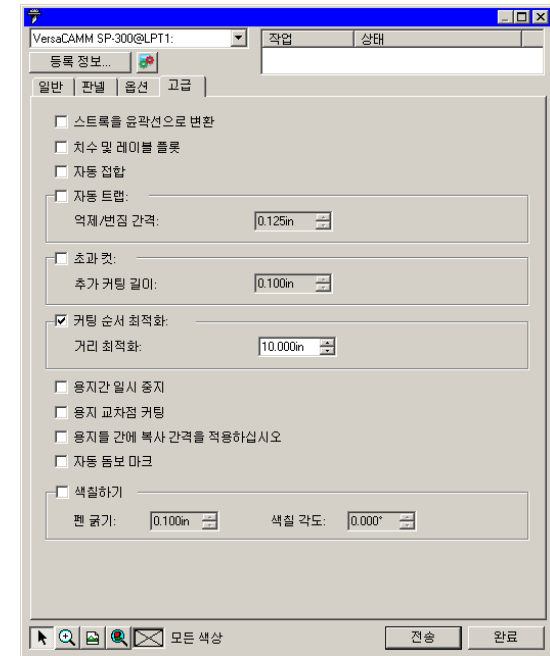 VersaCAMM SP-300@LPT1:
작업 상태
등록 정보...
일반 판넬 옵션 고급
스트록을 윤곽선으로 변환
치수 및 레이블 플롯
자동 접합
자동 트랩:
억제/번짐 간격: 0.125in
초과 컷:
추가 커팅 길이: 0.100in
커팅 순서 최적화:
거리 최적화: 10.000in
용지간 일시 중지
용지 교차점 커팅
용지들 간에 복사 간격을 적용하십시오
자동 돔보 마크
색칠하기
펜 굵기: 0.100in 색칠 각도: 0.000°
모든 색상 전송 완료